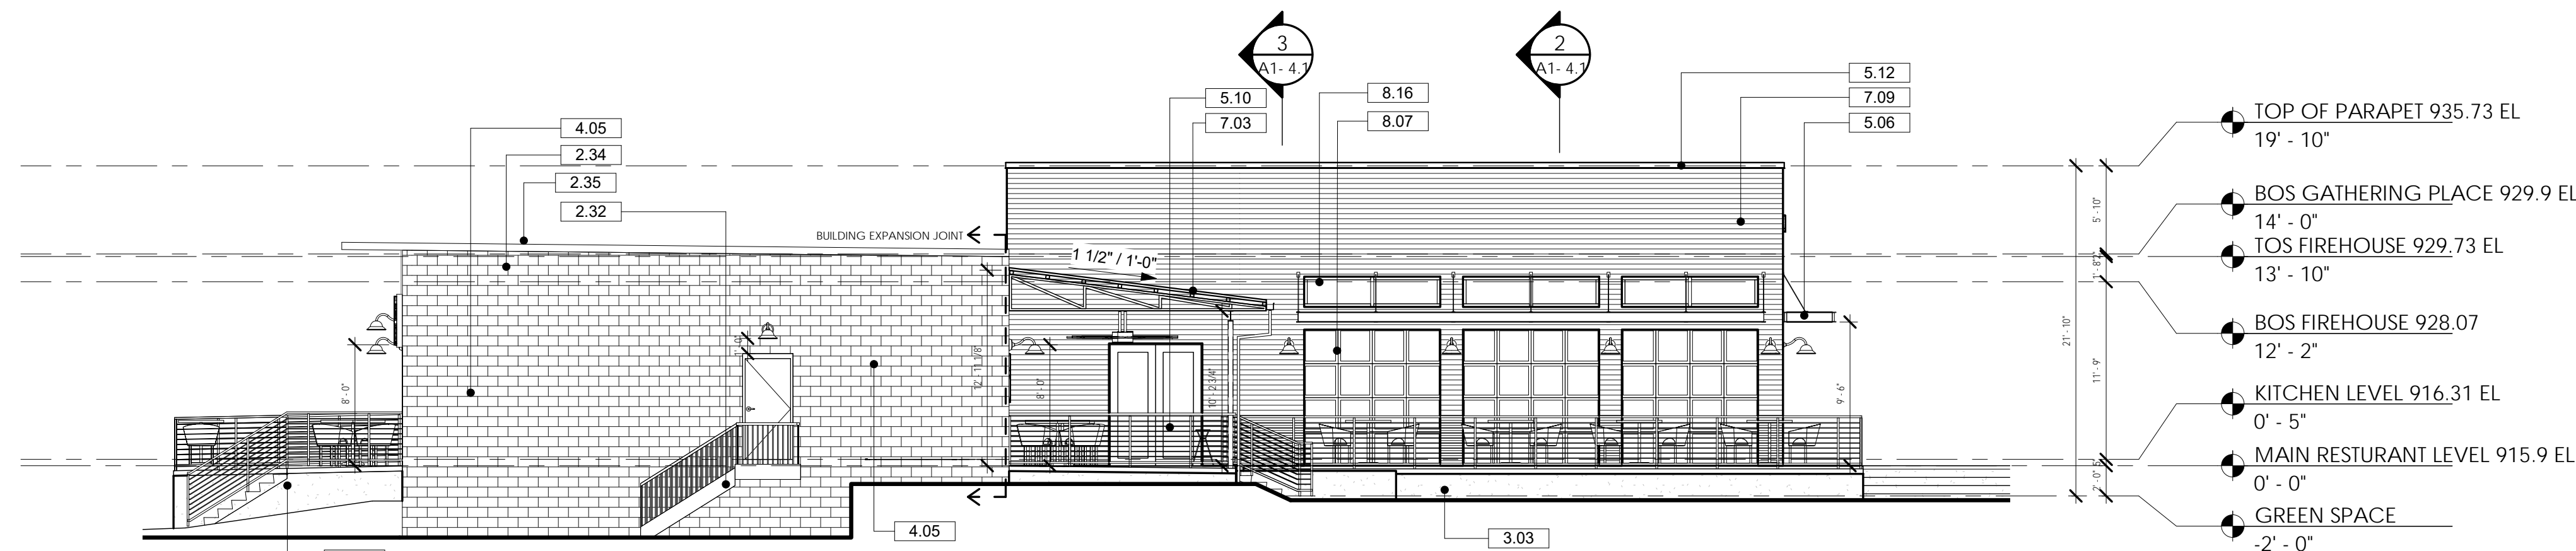 3
A1- 4.1
2
A1- 4.1
5.12
7.09
5.06
5.10
7.03
8.16
8.07
4.05
2.34
2.35
2.32
BUILDING EXPANSION JOINT
1 1/2" / 1'-0"
TOP OF PARAPET 935.73 EL
19' - 10"
BOS GATHERING PLACE 929.9 EL
14' - 0"
TOS FIREHOUSE 929.73 EL
13' - 10"
BOS FIREHOUSE 928.07
12' - 2"
KITCHEN LEVEL 916.31 EL
0' - 5"
MAIN RESTURANT LEVEL 915.9 EL
0' - 0"
GREEN SPACE
-2' - 0"
5' - 10"
21' - 10"
11' - 9"
2' - 0"
8' - 0"
12' - 11 1/8"
8' - 0"
10' - 2 3/4"
9' - 6"
4.05
3.03